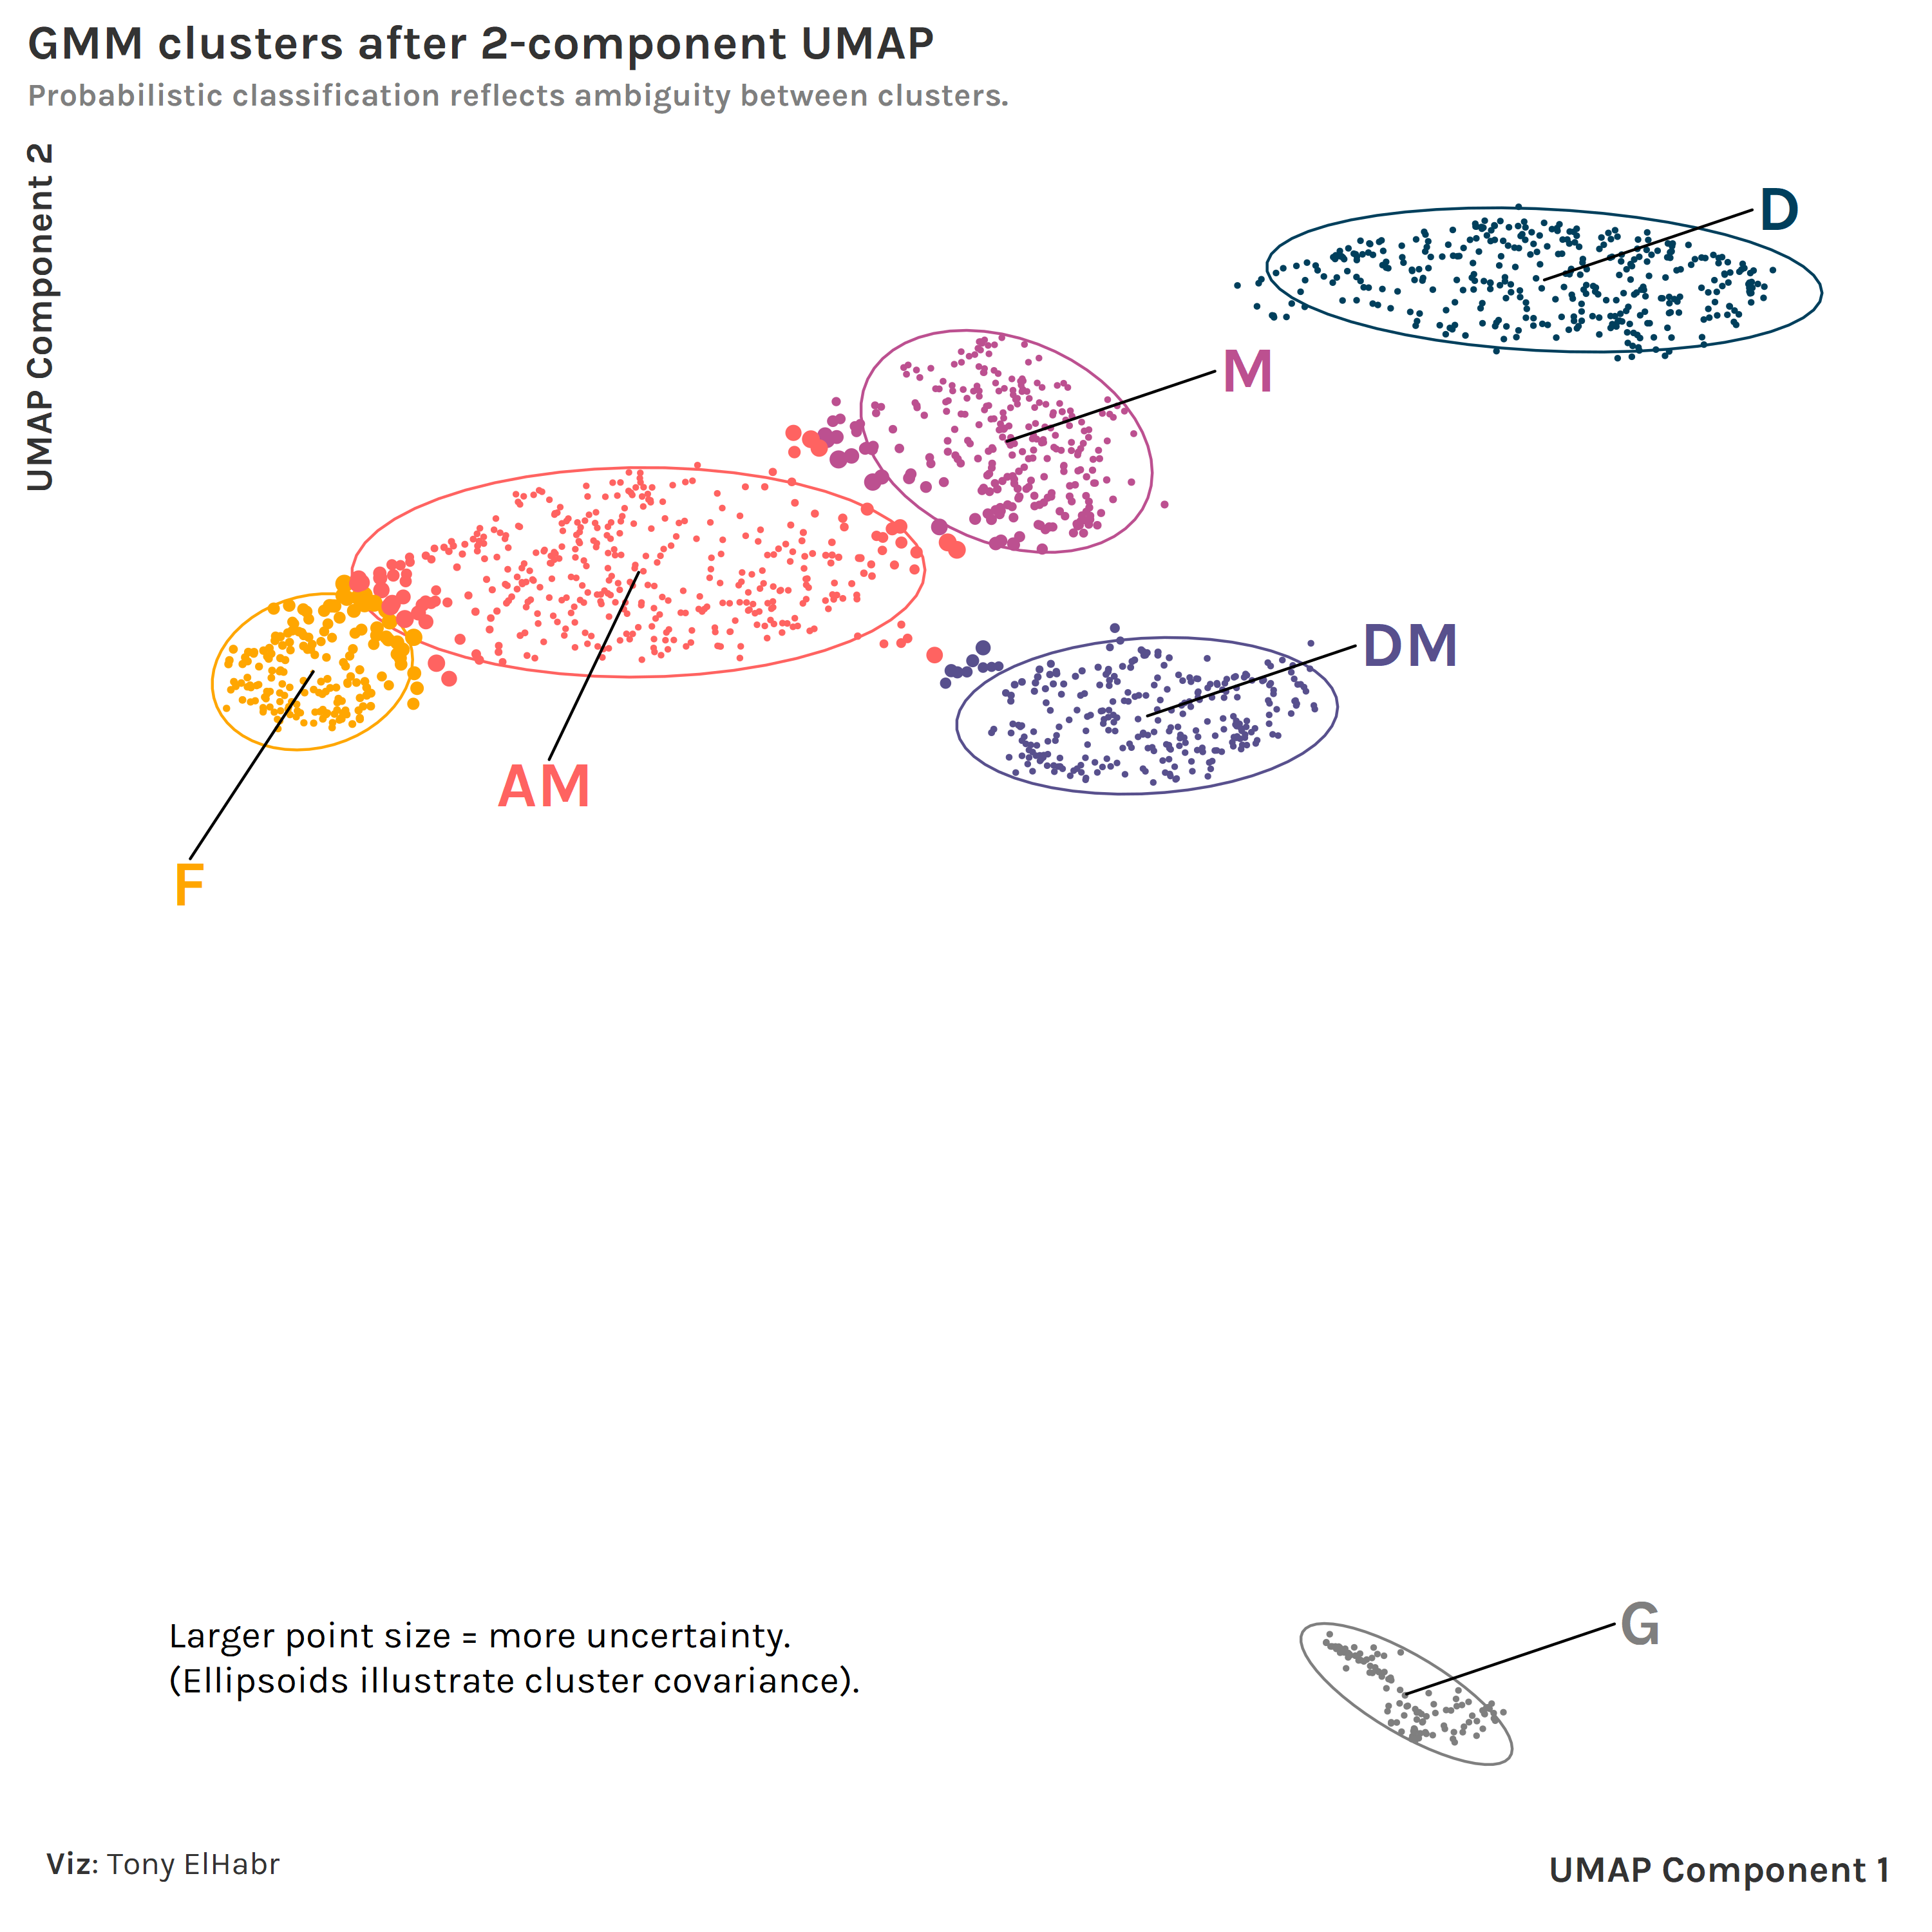 GMM clusters after 2-component UMAP
Probabilistic classification reflects ambiguity between clusters.
UMAP Component 2
D
M
DM
AM
F
G
Larger point size = more uncertainty.
(Ellipsoids illustrate cluster covariance).
Viz: Tony ElHabr
UMAP Component 1